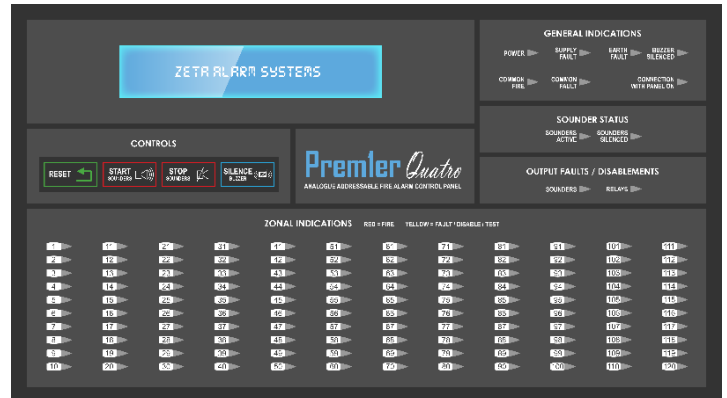 ZETA ALARM SYSTEMS
GENERAL INDICATIONS
POWER
SUPPLY
FAULT
EARTH
FAULT
BUZZER
SILENCED
COMMON
FIRE
COMMON
FAULT
CONNECTION
WITH PANEL OK
CONTROLS
RESET
START
SOUNDERS
STOP
SOUNDERS
SILENCE
BUZZER
Prem1er Quatro
ANALOGUE ADDRESSABLE FIRE ALARM CONTROL PANEL
SOUNDER STATUS
SOUNDERS
ACTIVE
SOUNDERS
SILENCED
OUTPUT FAULTS / DISABLEMENTS
SOUNDERS
RELAYS
ZONAL INDICATIONS RED = FIRE YELLOW = FAULT / DISABLE / TEST
1 11 21 31 41 51 61 71 81 91 101 111
2 12 22 32 42 52 62 72 82 92 102 112
3 13 23 33 43 53 63 73 83 93 103 113
4 14 24 34 44 54 64 74 84 94 104 114
5 15 25 35 45 55 65 75 85 95 105 115
6 16 26 36 46 56 66 76 86 96 106 116
7 17 27 37 47 57 67 77 87 97 107 117
8 18 28 38 48 58 68 78 88 98 108 118
9 19 29 39 49 59 69 79 89 99 109 119
10 20 30 40 50 60 70 80 90 100 110 120